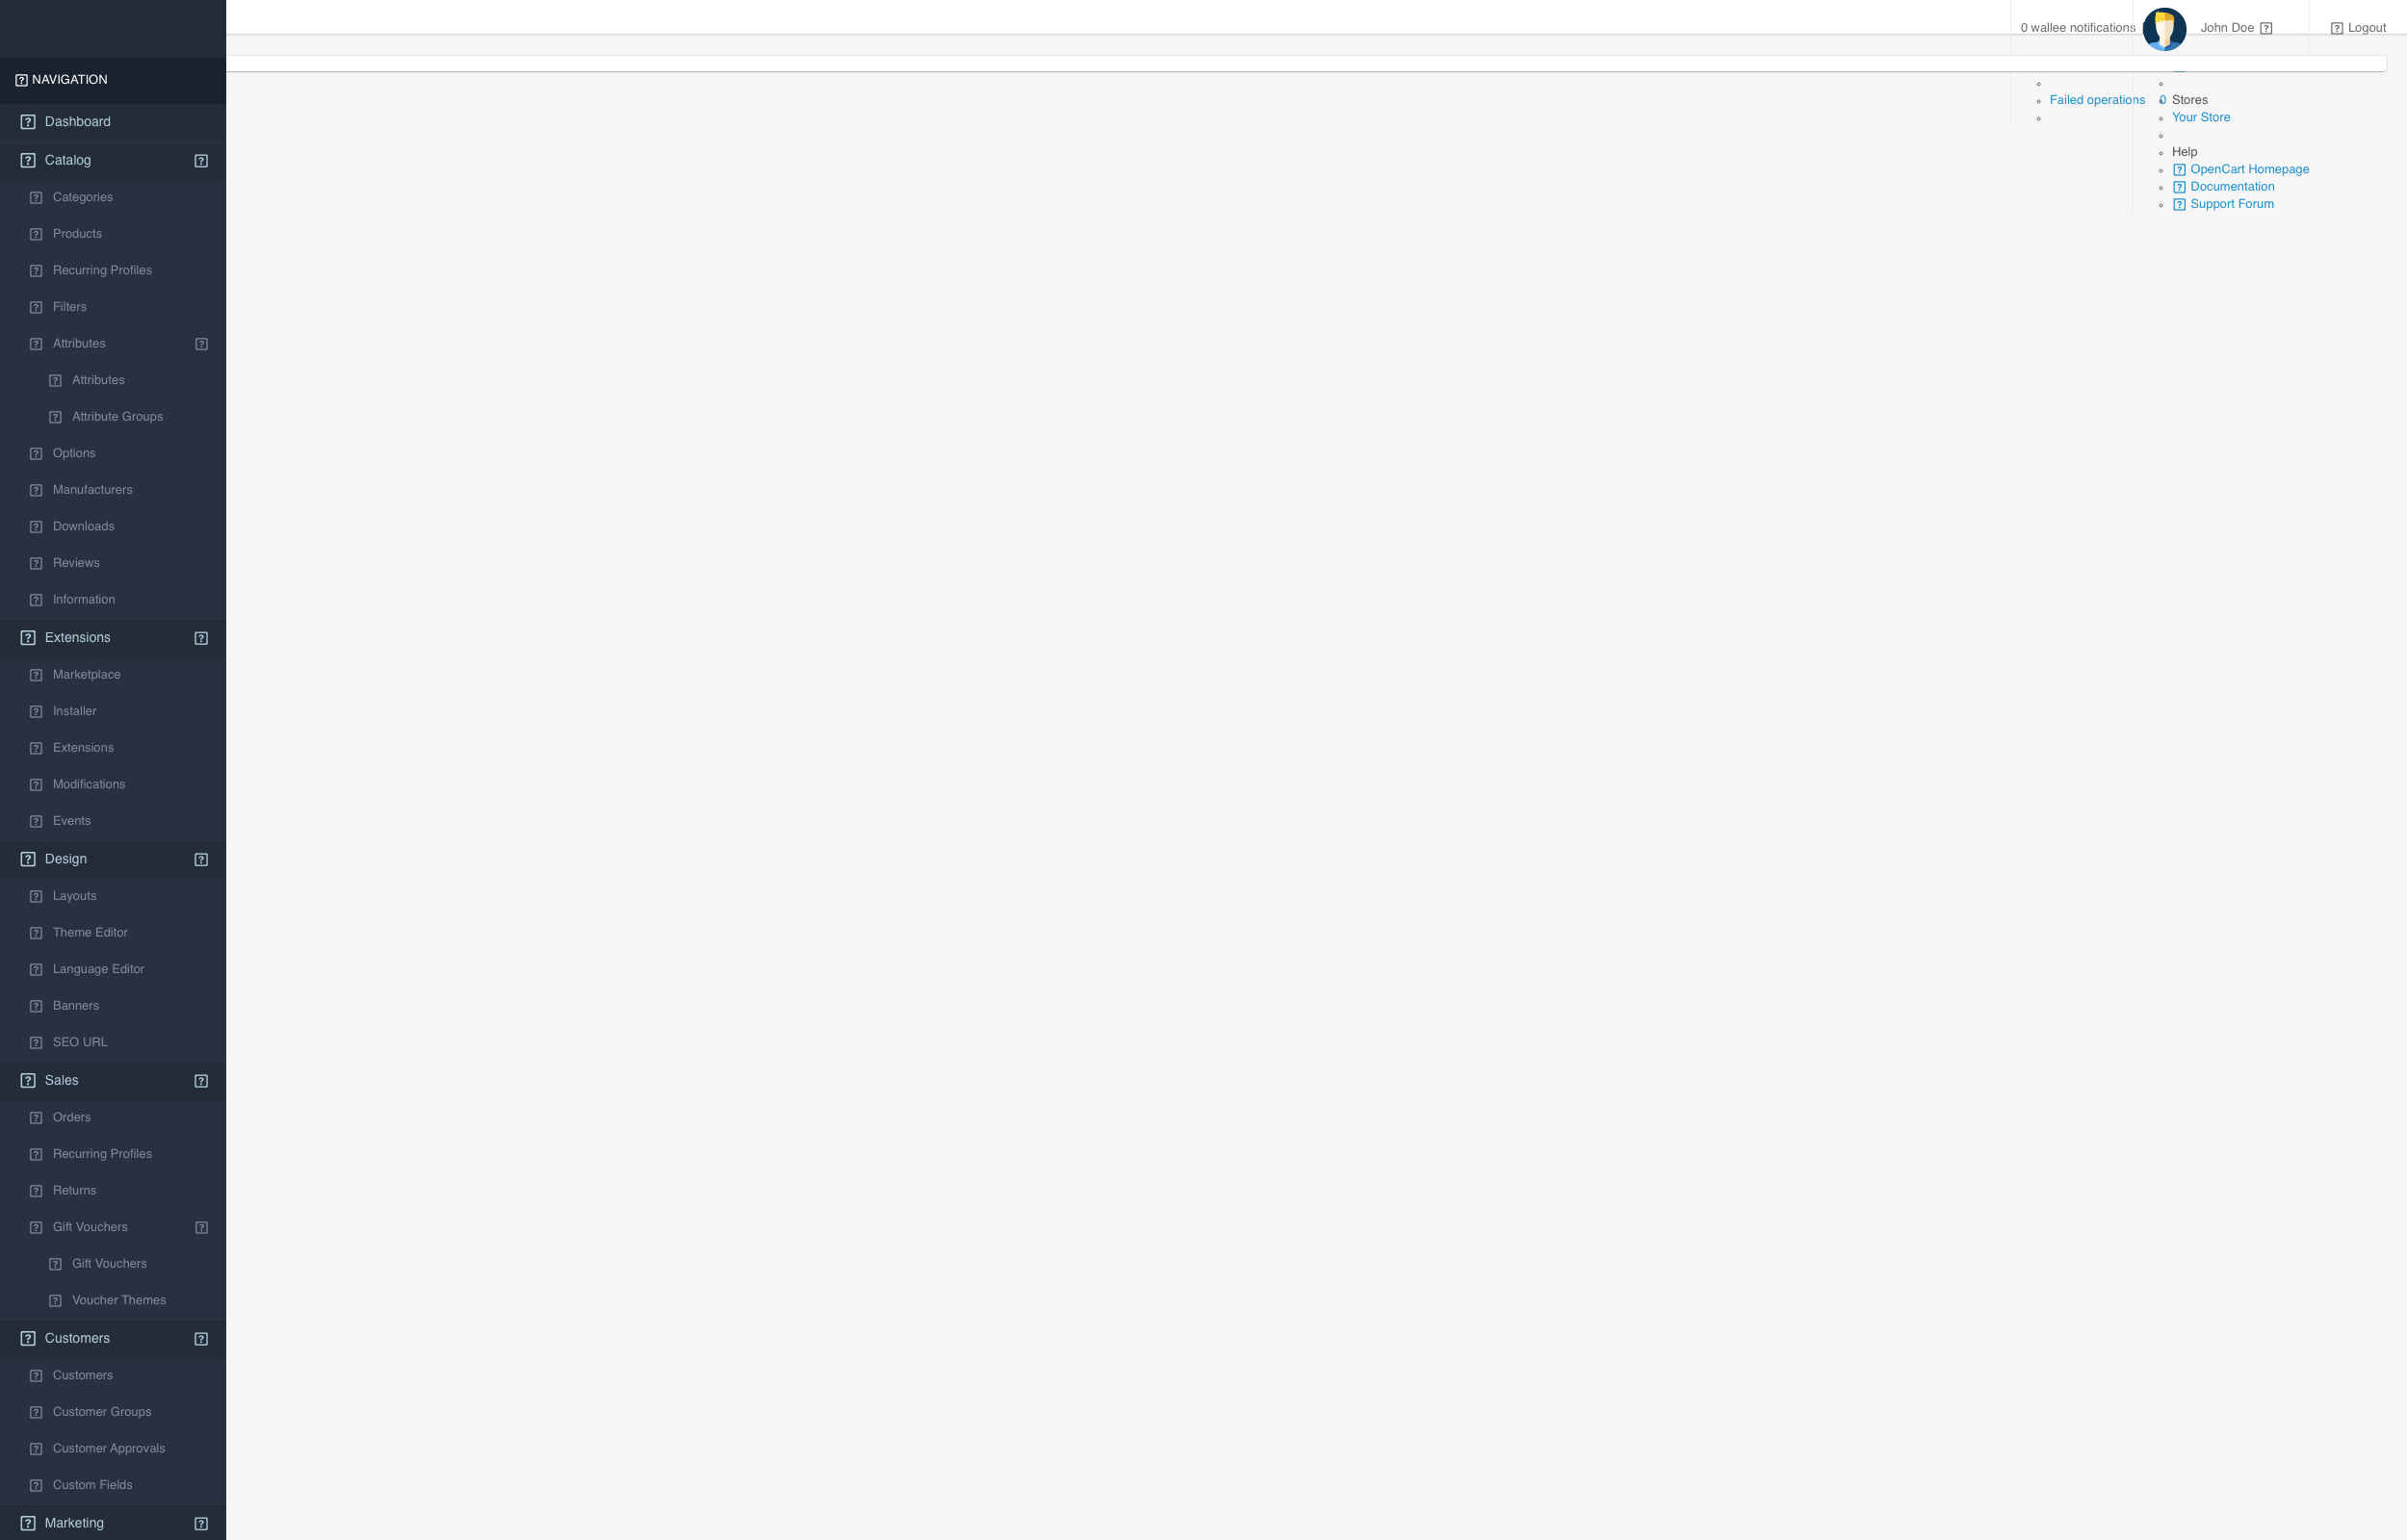 0 wallee notifications
John Doe
Logout
NAVIGATION
Failed operations 0
Stores
Your Store
Help
OpenCart Homepage
Documentation
Support Forum
Dashboard
Catalog
Categories
Products
Recurring Profiles
Filters
Attributes
Attributes
Attribute Groups
Options
Manufacturers
Downloads
Reviews
Information
Extensions
Marketplace
Installer
Extensions
Modifications
Events
Design
Layouts
Theme Editor
Language Editor
Banners
SEO URL
Sales
Orders
Recurring Profiles
Returns
Gift Vouchers
Gift Vouchers
Voucher Themes
Customers
Customers
Customer Groups
Customer Approvals
Custom Fields
Marketing